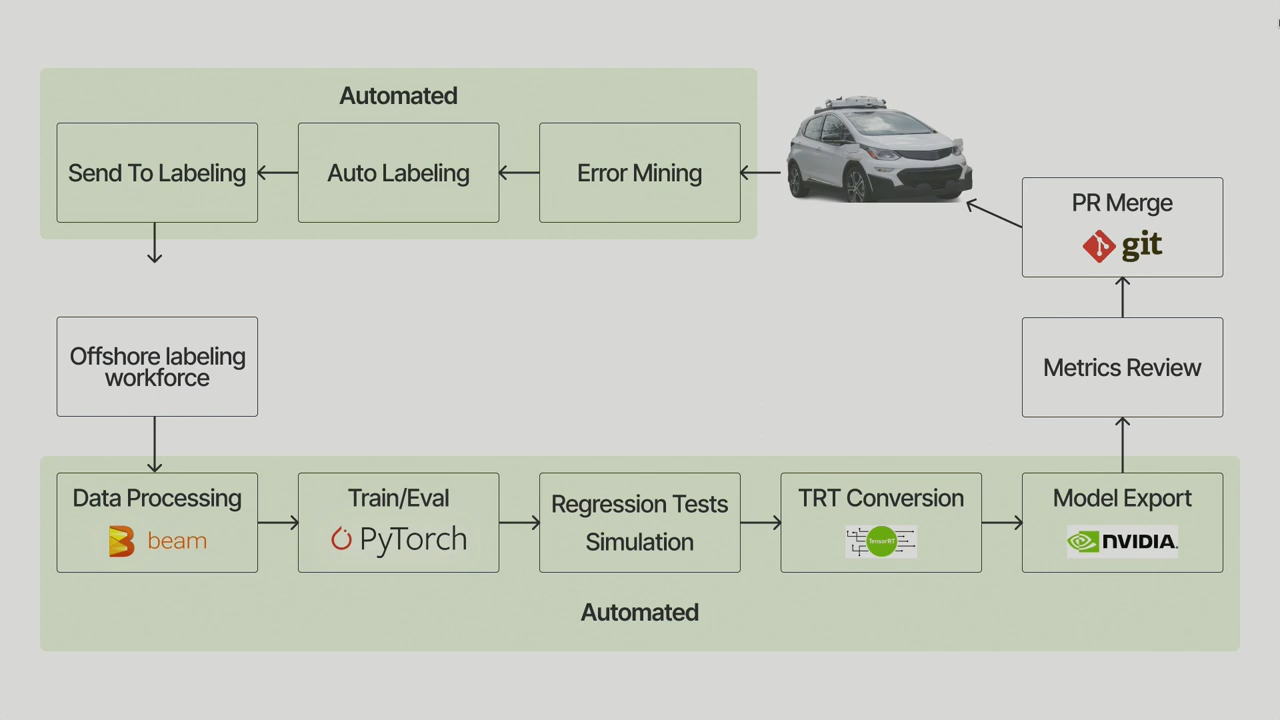 Automated
Send To Labeling
Auto Labeling
Error Mining
PR Merge
git
Offshore labeling
workforce
Metrics Review
Data Processing
beam
Train/Eval
PyTorch
Regression Tests
Simulation
TRT Conversion
TensorRT
Model Export
NVIDIA.
Automated